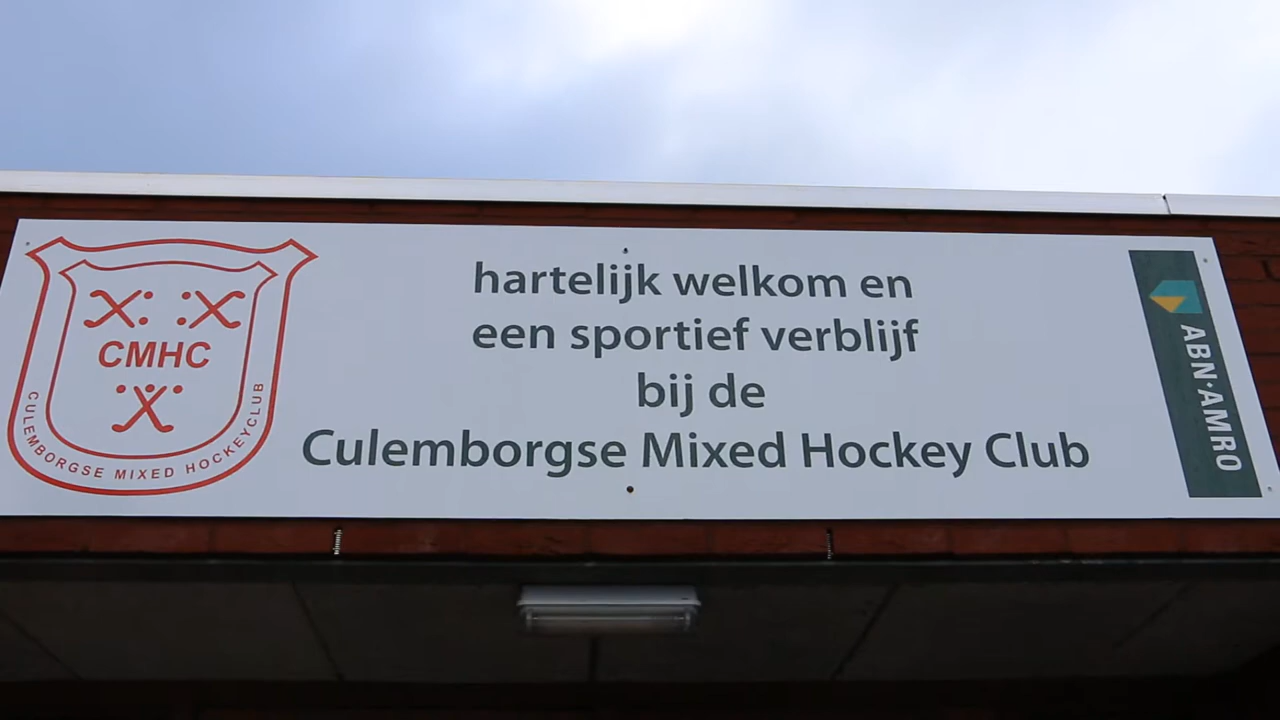 CMHC
CULEMBORGSE MIXED HOCKEYCLUB
hartelijk welkom en
een sportief verblijf
bij de
Culemborgse Mixed Hockey Club
ABN·AMRO